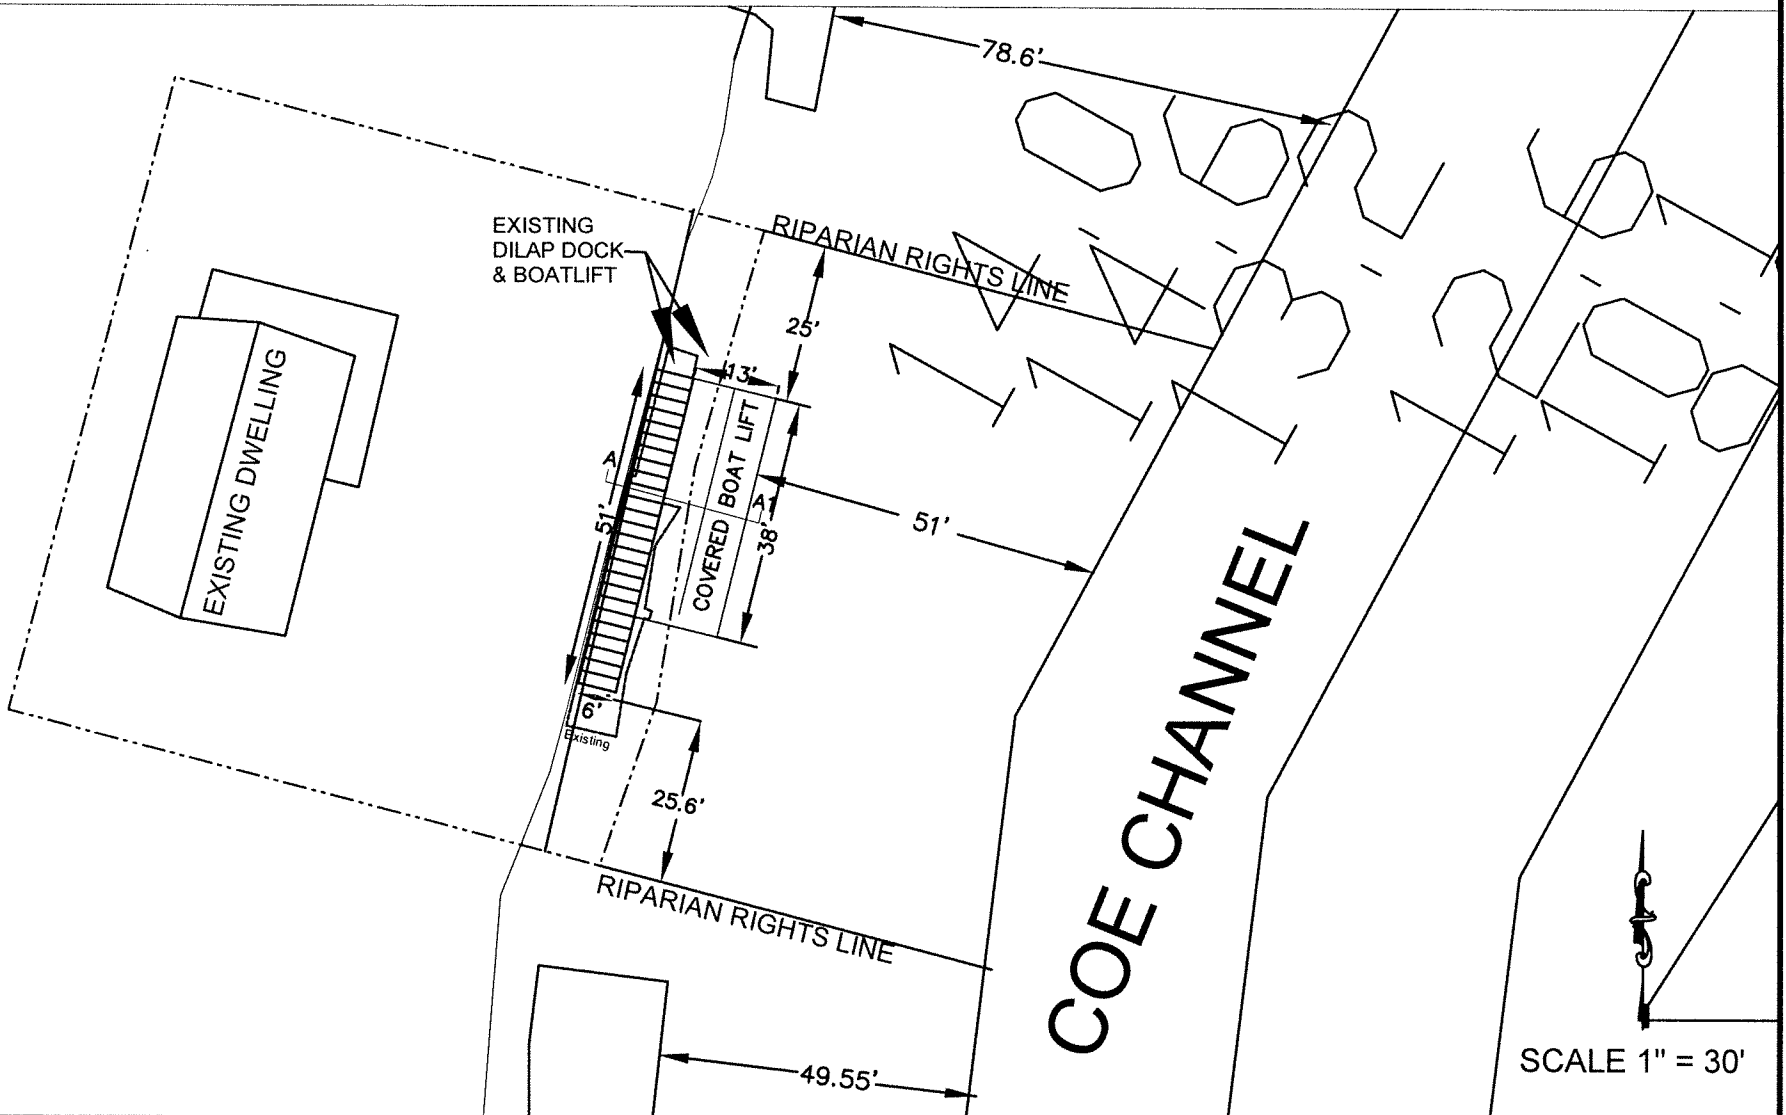 78.6'
EXISTING
DILAP DOCK
& BOATLIFT
RIPARIAN RIGHTS LINE
25'
13'
EXISTING DWELLING
COVERED BOAT LIFT
A
A1
51'
38'
51'
6'
Existing
25.6'
RIPARIAN RIGHTS LINE
COE CHANNEL
49.55'
SCALE 1" = 30'